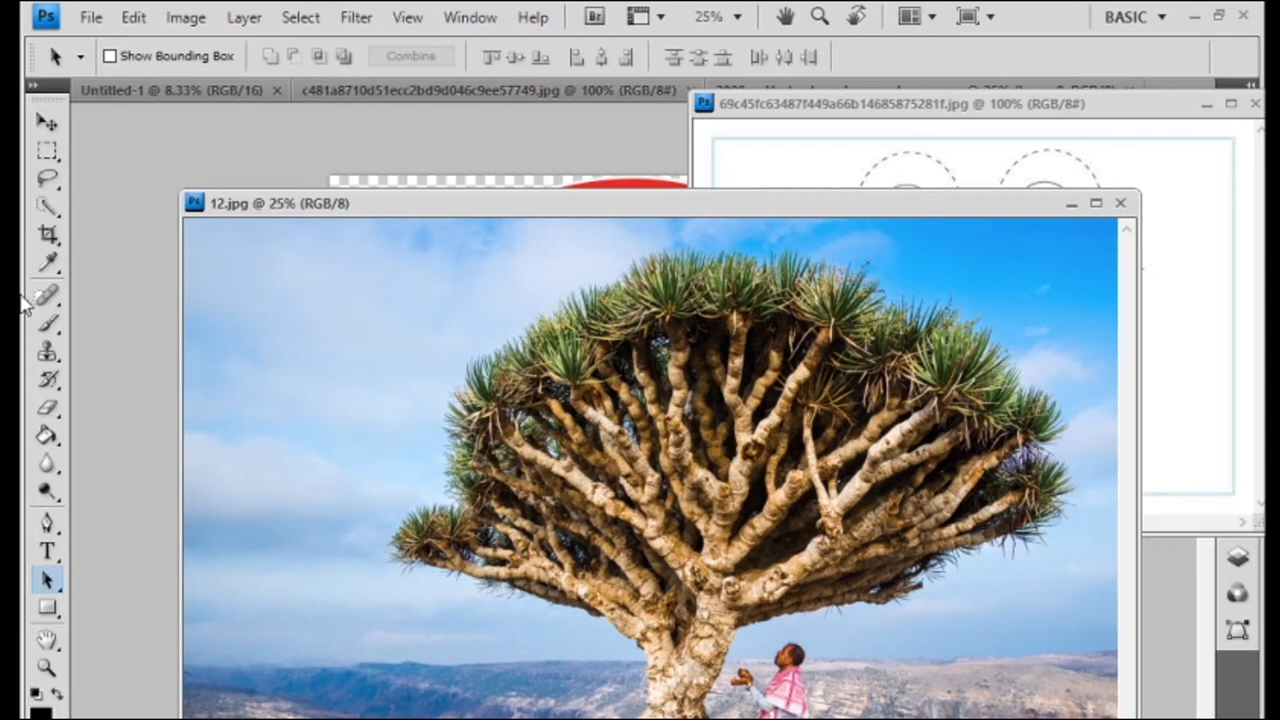 Ps File Edit Image Layer Select Filter View Window Help Br 25% BASIC
Show Bounding Box Combine
Untitled-1 @ 8.33% (RGB/16) × c481a8710d51ecc2bd9d046c9ee57749.jpg @ 100% (RGB/8#)
Ps 69c45fc63487f449a66b14685875281f.jpg @ 100% (RGB/8#)
Ps 12.jpg @ 25% (RGB/8)
T